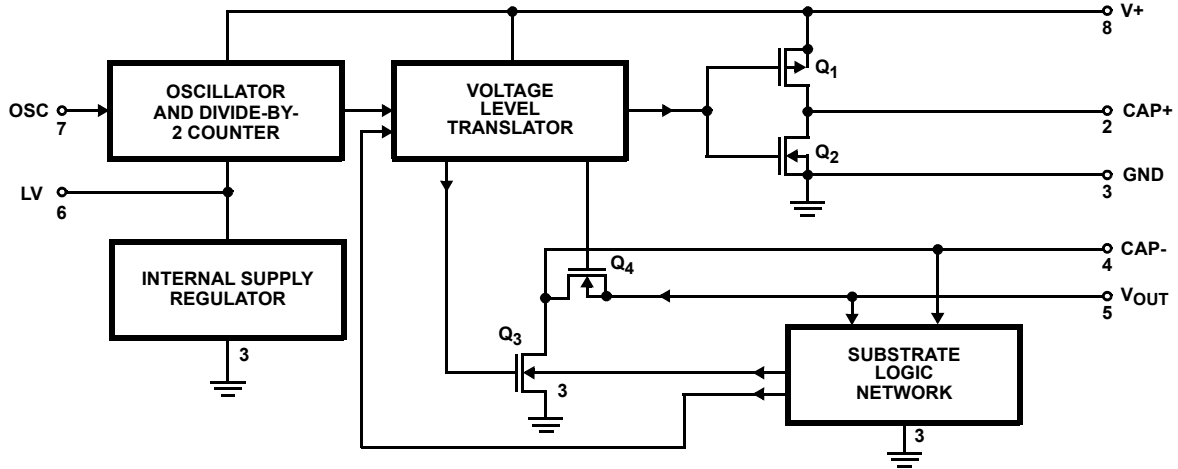 V+
8
OSCILLATOR
AND DIVIDE-BY-
2 COUNTER
VOLTAGE
LEVEL
TRANSLATOR
Q1
OSC
7
CAP+
2
Q2
GND
3
LV
6
CAP-
4
Q4
INTERNAL SUPPLY
REGULATOR
VOUT
5
Q3
3
SUBSTRATE
LOGIC
NETWORK
3
3